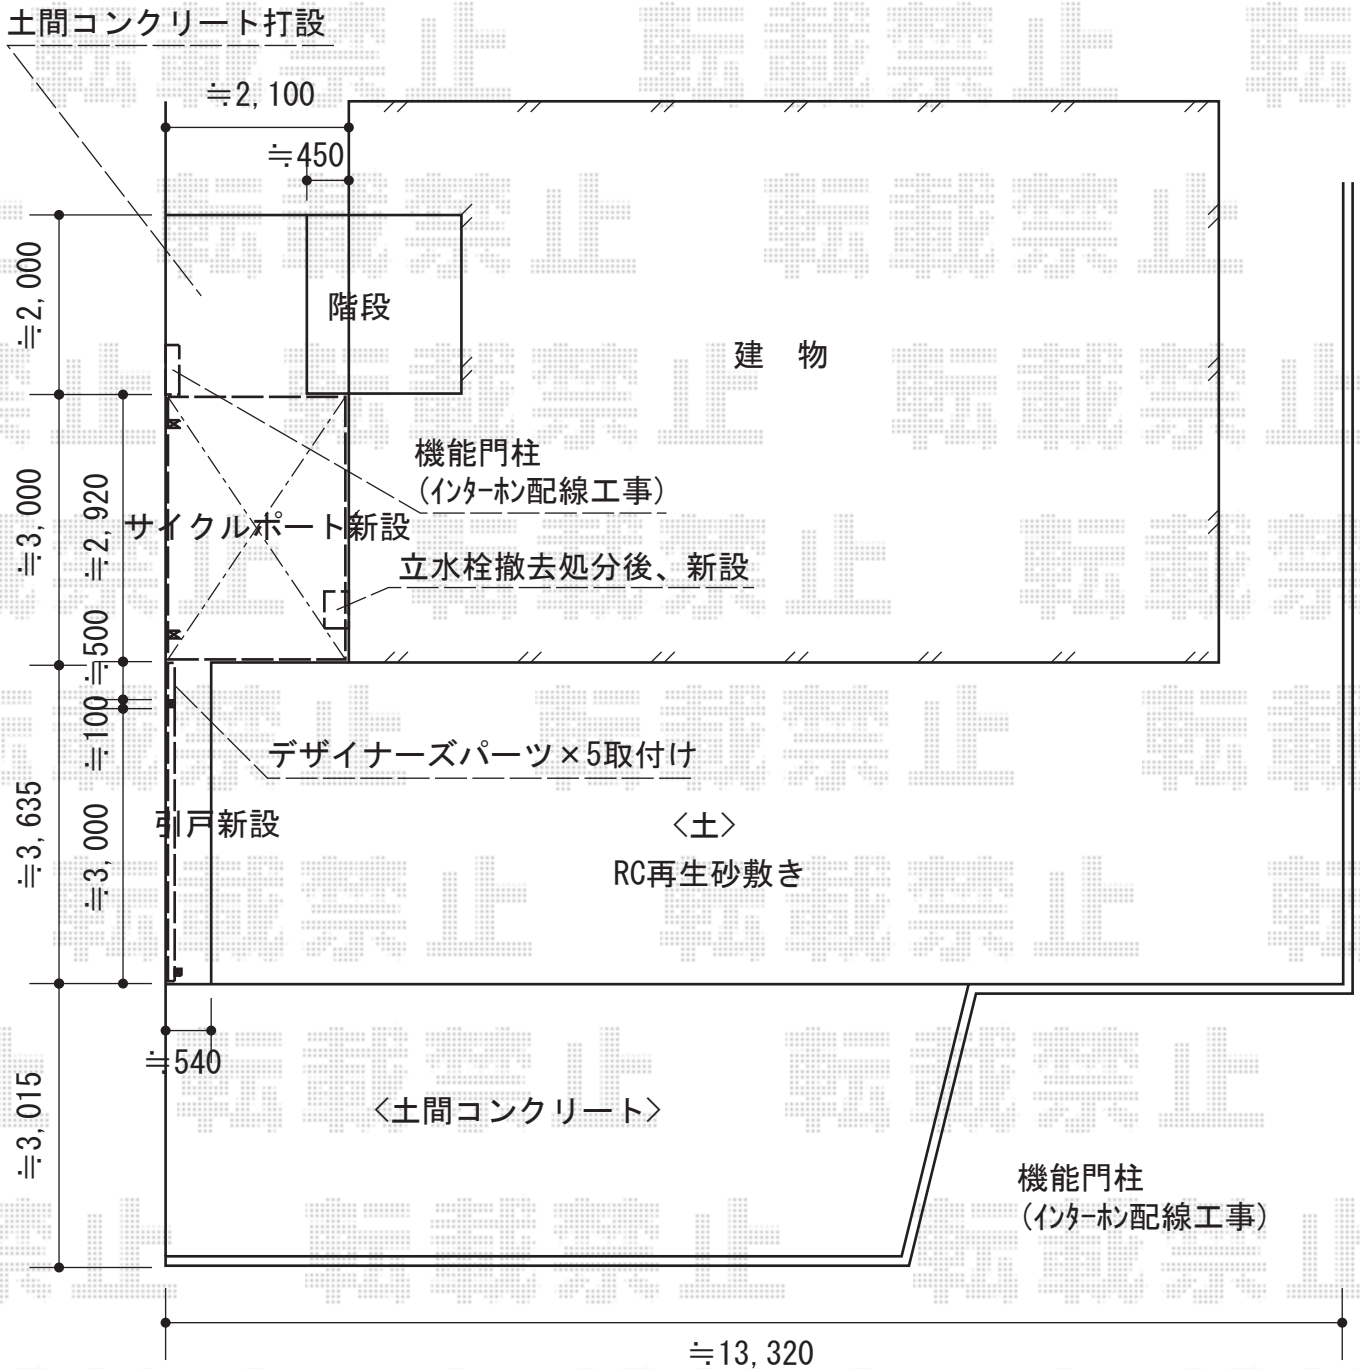 土間コンクリート打設
≒2,100
≒450
≒2,000
階段
建　物
機能門柱
(ｲﾝﾀｰﾎﾝ配線工事)
≒3,000
≒2,920
サイクルポート新設
立水栓撤去処分後、新設
≒500
≒100
デザイナーズパーツ×5取付け
≒3,635
≒3,000
引戸新設
<土>
RC再生砂敷き
≒540
≒3,015
<土間コンクリート>
機能門柱
(ｲﾝﾀｰﾎﾝ配線工事)
≒13,320
転載禁止